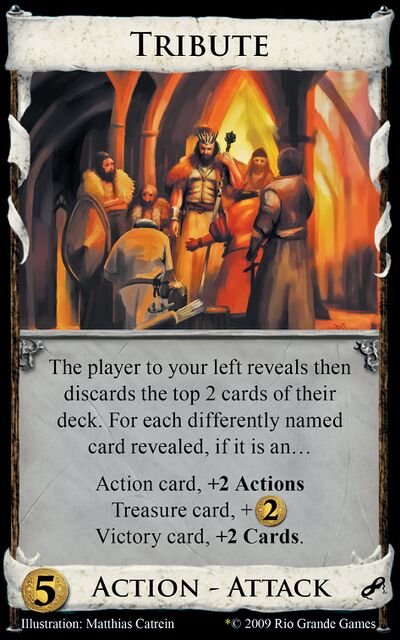 Tribute
The player to your left reveals then
discards the top 2 cards of their
deck. For each differently named
card revealed, if it is an…
Action card, +2 Actions
Treasure card, +2
Victory card, +2 Cards.
5 Action - Attack
Illustration: Matthias Catrein *© 2009 Rio Grande Games